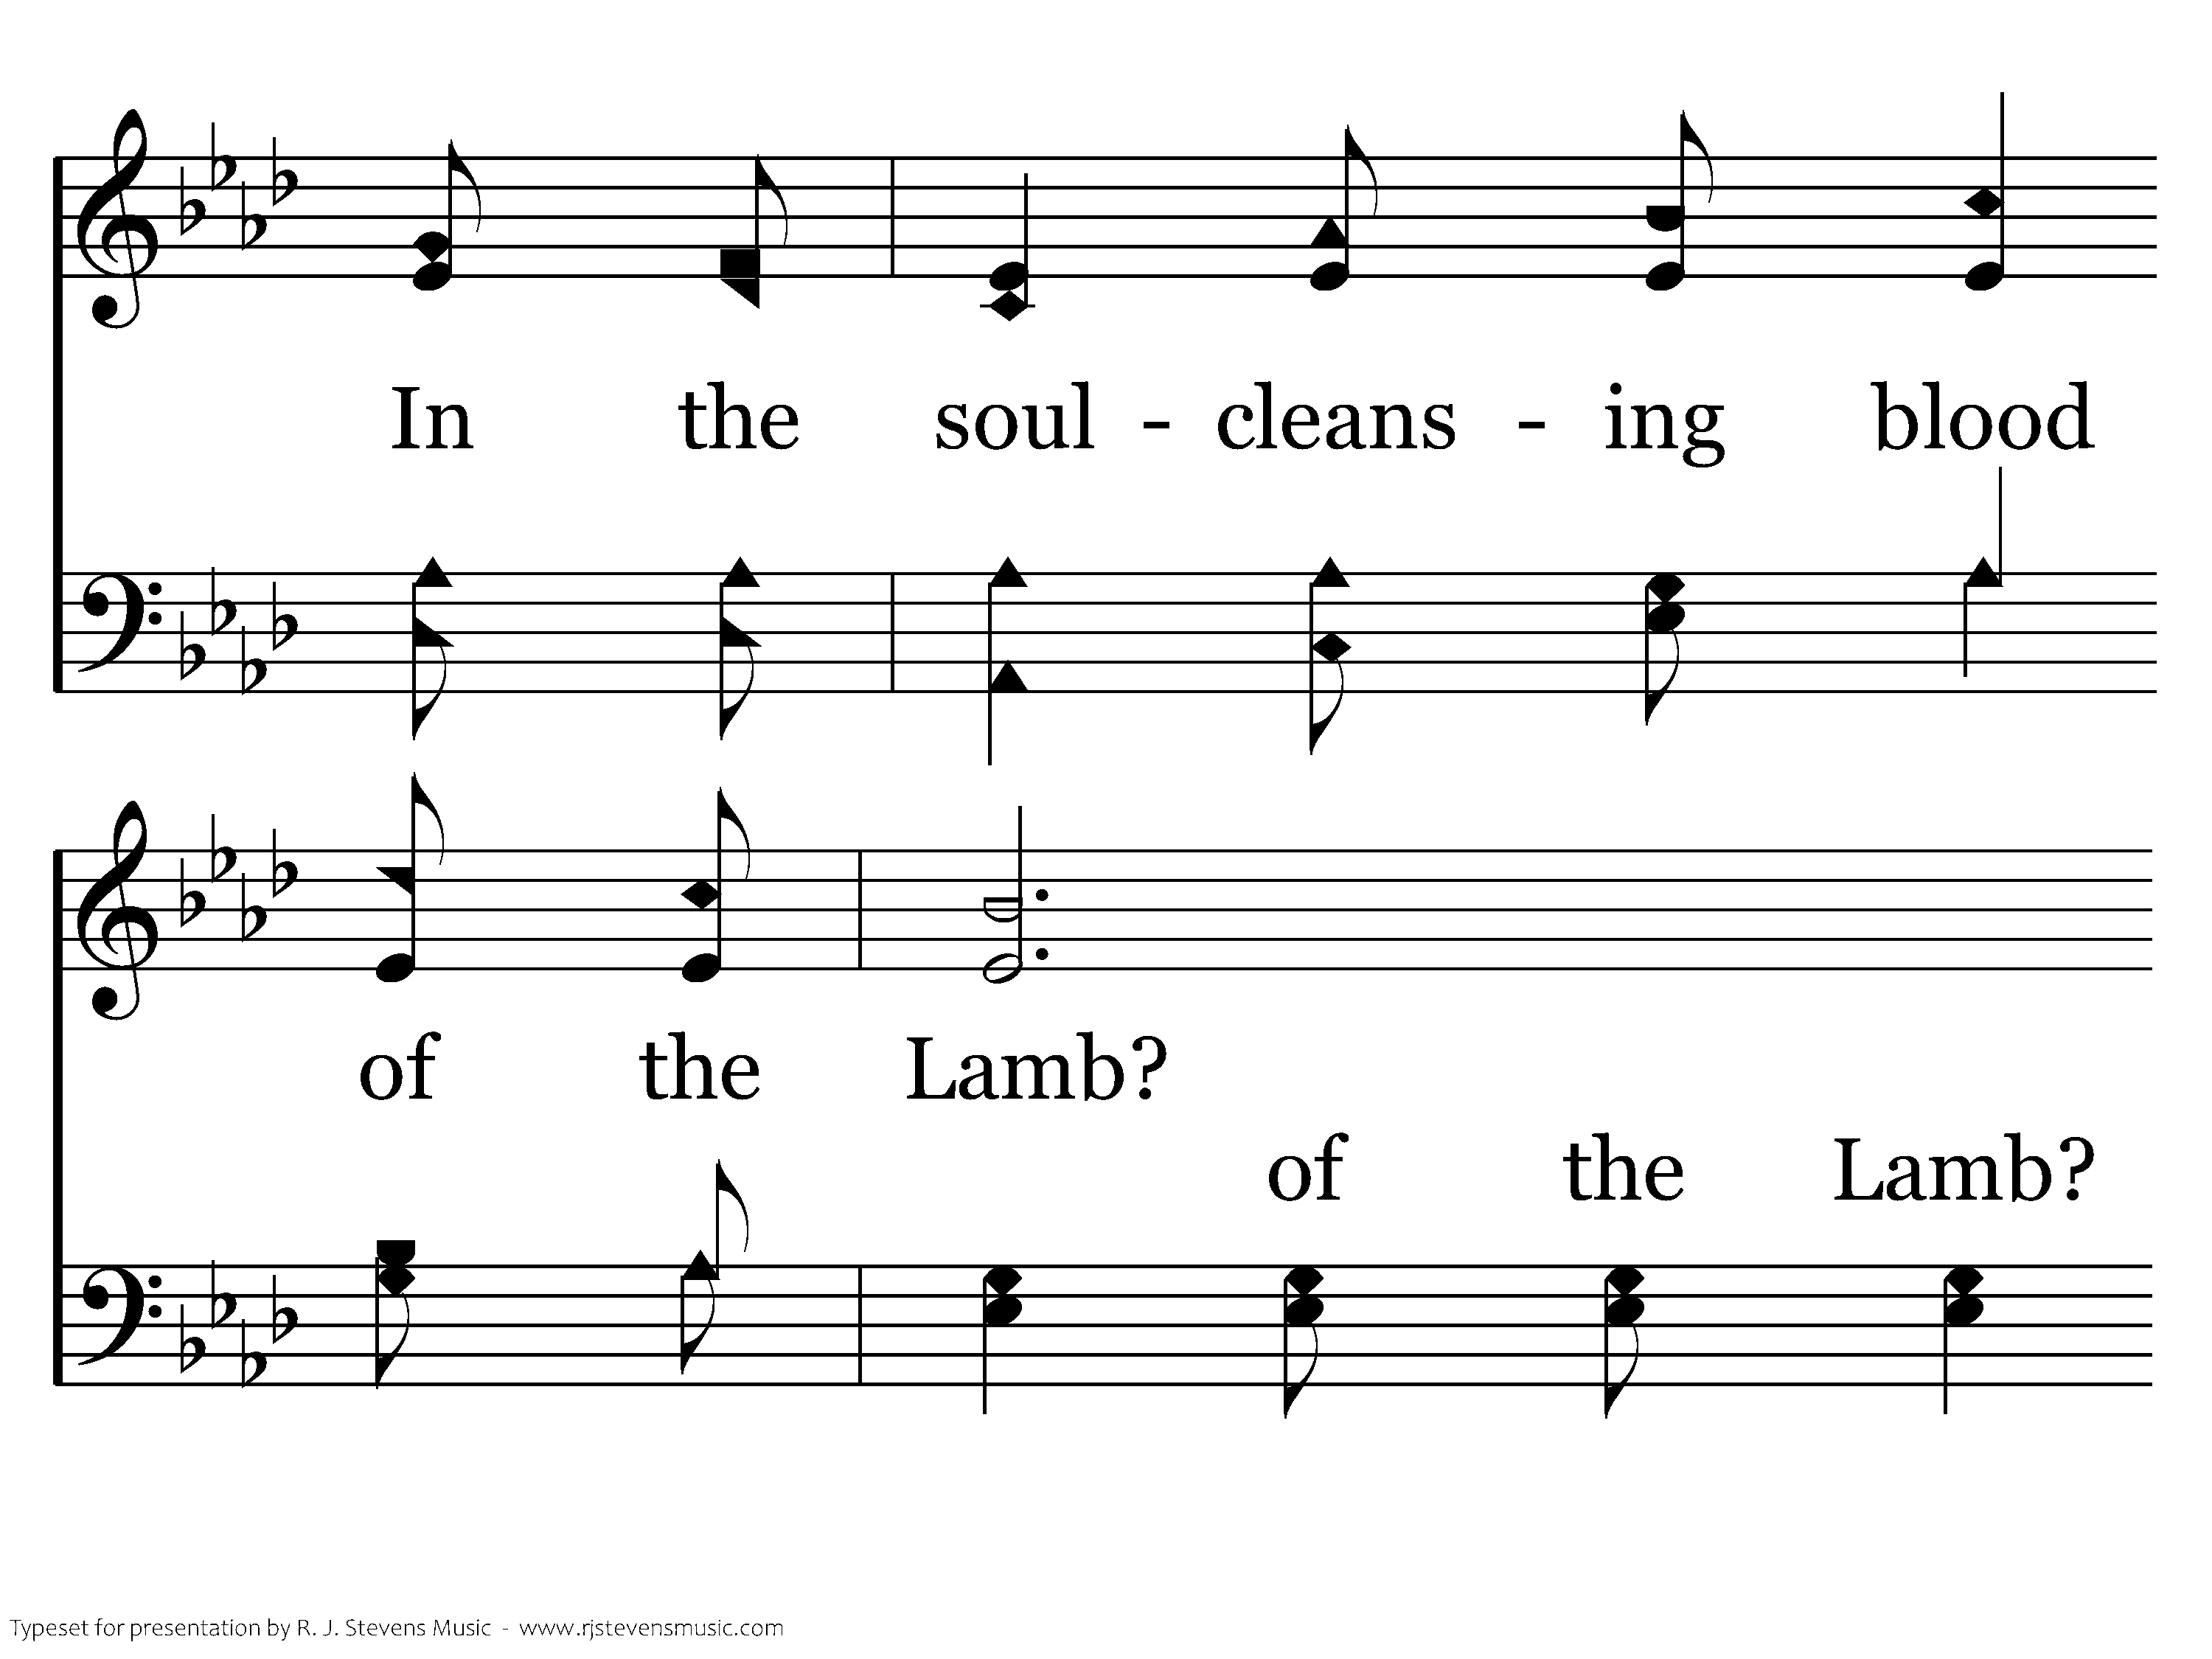 In the soul - cleans - ing blood
of the Lamb?
of the Lamb?
Typeset for presentation by R. J. Stevens Music - www.rjstevensmusic.com